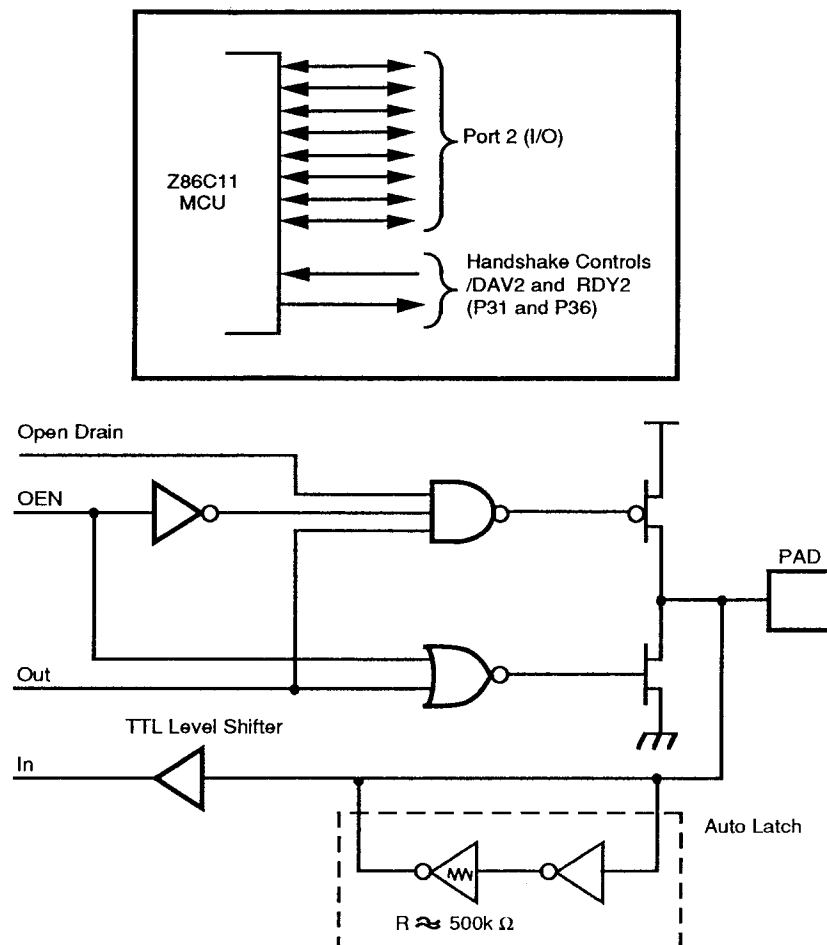 Z86C11
MCU
Port 2 (I/O)
Handshake Controls
/DAV2 and RDY2
(P31 and P36)
Open Drain
OEN
PAD
Out
TTL Level Shifter
In
Auto Latch
R ≈ 500k Ω